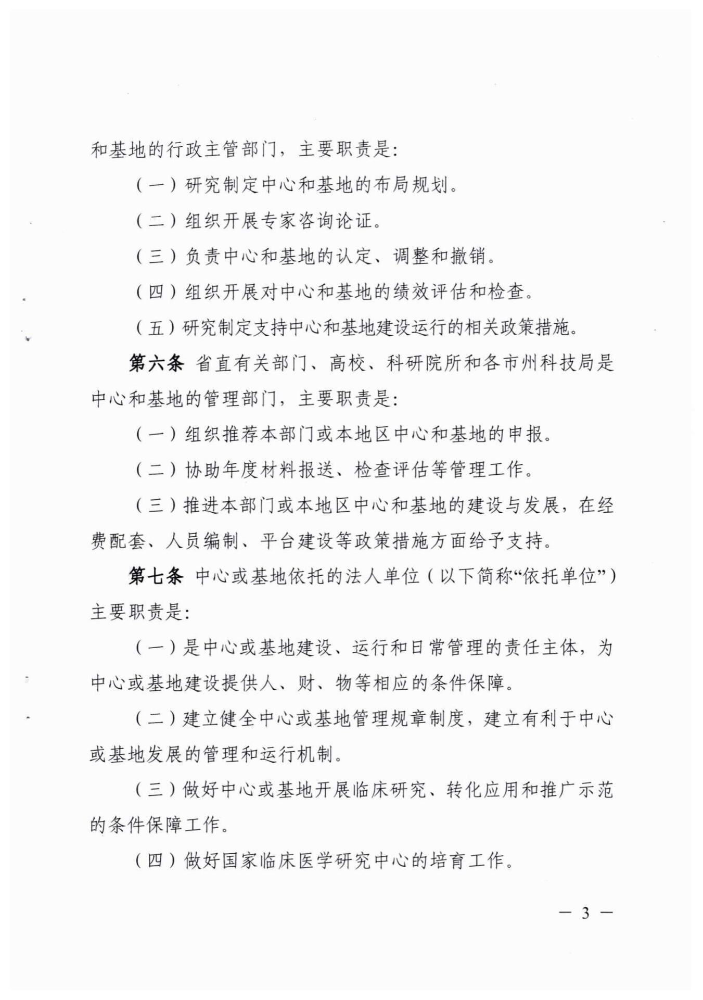 和基地的行政主管部门，主要职责是：
（一）研究制定中心和基地的布局规划。
（二）组织开展专家咨询论证。
（三）负责中心和基地的认定、调整和撤销。
（四）组织开展对中心和基地的绩效评估和检查。
（五）研究制定支持中心和基地建设运行的相关政策措施。
第六条 省直有关部门、高校、科研院所和各市州科技局是
中心和基地的管理部门，主要职责是：
（一）组织推荐本部门或本地区中心和基地的申报。
（二）协助年度材料报送、检查评估等管理工作。
（三）推进本部门或本地区中心和基地的建设与发展，在经
费配套、人员编制、平台建设等政策措施方面给予支持。
第七条 中心或基地依托的法人单位（以下简称“依托单位”）
主要职责是：
（一）是中心或基地建设、运行和日常管理的责任主体，为
中心或基地建设提供人、财、物等相应的条件保障。
（二）建立健全中心或基地管理规章制度，建立有利于中心
或基地发展的管理和运行机制。
（三）做好中心或基地开展临床研究、转化应用和推广示范
的条件保障工作。
（四）做好国家临床医学研究中心的培育工作。
— 3 —